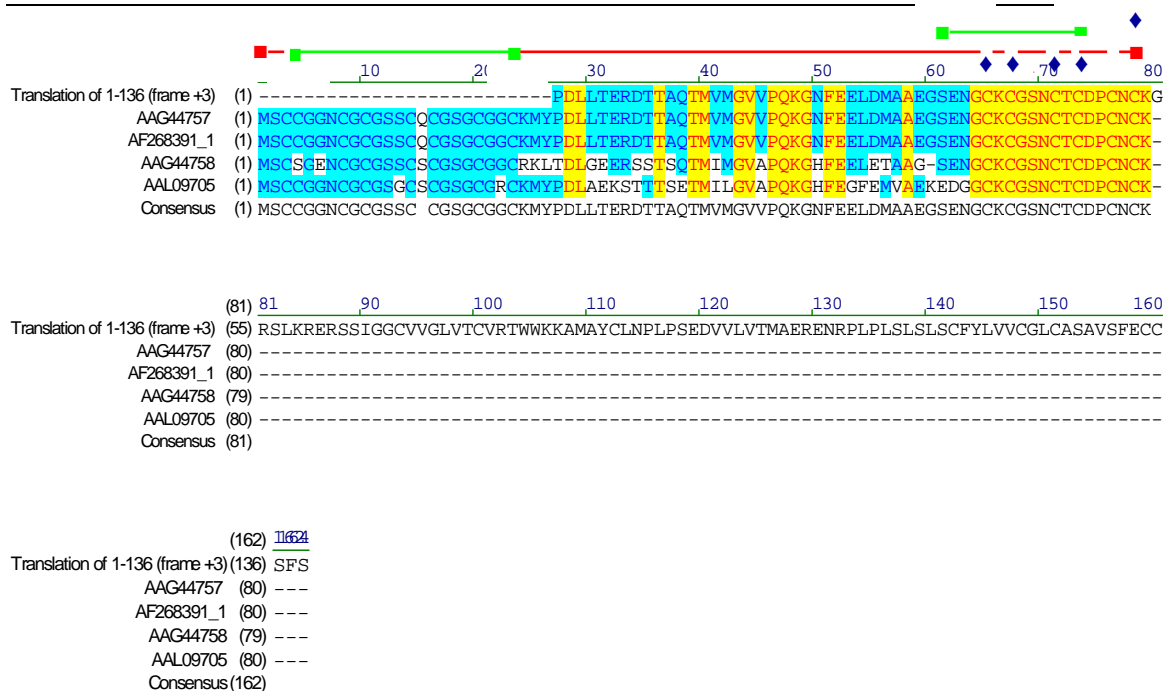 10 20 30 40 50 60 70 80
Translation of 1-136 (frame +3) (1) --------------------------PDLLTERDTTAQTMVMGVVPQKGNFEELDMAAEGSENGCKCGSNCTCDPCNCKG
AAG44757 (1) MSCCGGNCGCGSSCQCGSGCGGCKMYPDLLTERDTTAQTMVMGVVPQKGNFEELDMAAEGSENGCKCGSNCTCDPCNCK-
AF268391_1 (1) MSCCGGNCGCGSSCQCGSGCGGCKMYPDLLTERDTTAQTMVMGVVPQKGNFEELDMAAEGSENGCKCGSNCTCDPCNCK-
AAG44758 (1) MSCSGENCGCGSSCSCGSGCGGCRKLTDLGEERSSTSQTMIMGVAPQKGHFEELETAAG-SENGCKCGSNCTCDPCNCK-
AAL09705 (1) MSCCGGNCGCGSGCSCGSGCGRCKMYPDLAEKSTTTSETMILGVAPQKGHFEGFEMVAEKEDGGCKCGSNCTCDPCNCK-
Consensus (1) MSCCGGNCGCGSSC CGSGCGGCKMYPDLLTERDTTAQTMVMGVVPQKGNFEELDMAAEGSENGCKCGSNCTCDPCNCK
(81) 81 90 100 110 120 130 140 150 160
Translation of 1-136 (frame +3) (55) RSLKRERSSIGGCVVGLVTCVRTWWKKAMAYCLNPLPSEDVVLVTMAERENRPLPLSLSLSCFYLVVCGLCASAVSFECC
AAG44757 (80) --------------------------------------------------------------------------------
AF268391_1 (80) --------------------------------------------------------------------------------
AAG44758 (79) --------------------------------------------------------------------------------
AAL09705 (80) --------------------------------------------------------------------------------
Consensus (81)
(162) 162164
Translation of 1-136 (frame +3) (136) SFS
AAG44757 (80) ---
AF268391_1 (80) ---
AAG44758 (79) ---
AAL09705 (80) ---
Consensus (162)